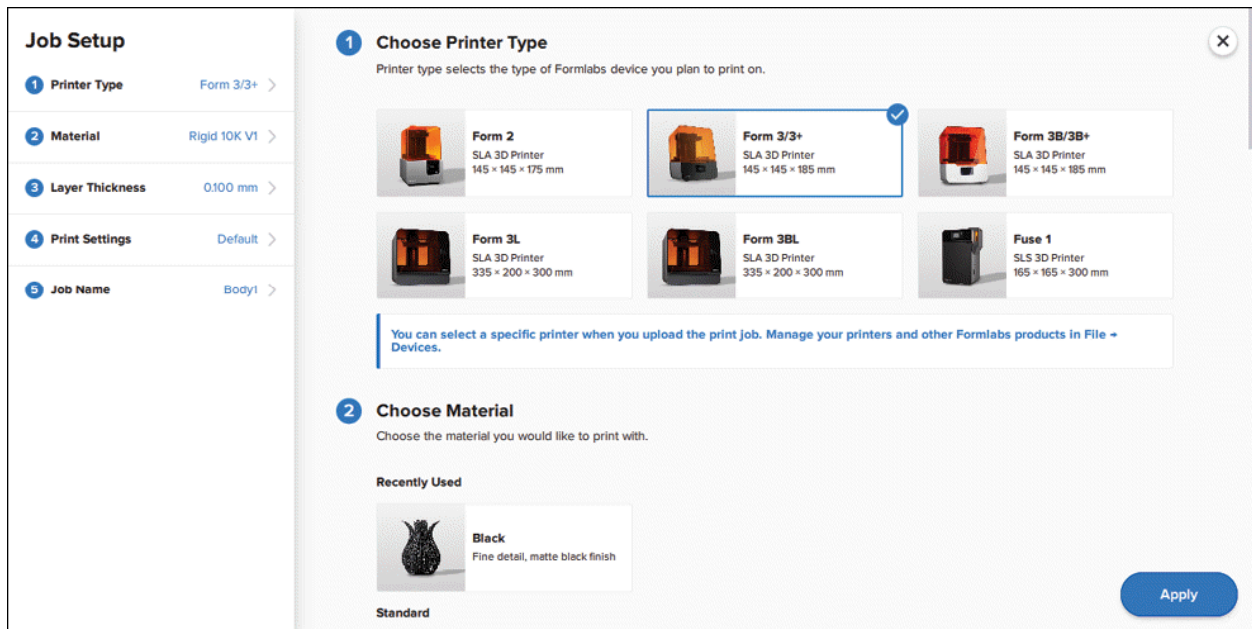 Job Setup
1 Printer Type Form 3/3+
2 Material Rigid 10K V1
3 Layer Thickness 0.100 mm
4 Print Settings Default
5 Job Name Body1
1 Choose Printer Type
Printer type selects the type of Formlabs device you plan to print on.
Form 2
SLA 3D Printer
145 × 145 × 175 mm
Form 3/3+
SLA 3D Printer
145 × 145 × 185 mm
Form 3B/3B+
SLA 3D Printer
145 × 145 × 185 mm
Form 3L
SLA 3D Printer
335 × 200 × 300 mm
Form 3BL
SLA 3D Printer
335 × 200 × 300 mm
Fuse 1
SLS 3D Printer
165 × 165 × 300 mm
You can select a specific printer when you upload the print job. Manage your printers and other Formlabs products in File →
Devices.
2 Choose Material
Choose the material you would like to print with.
Recently Used
Black
Fine detail, matte black finish
Standard
Apply